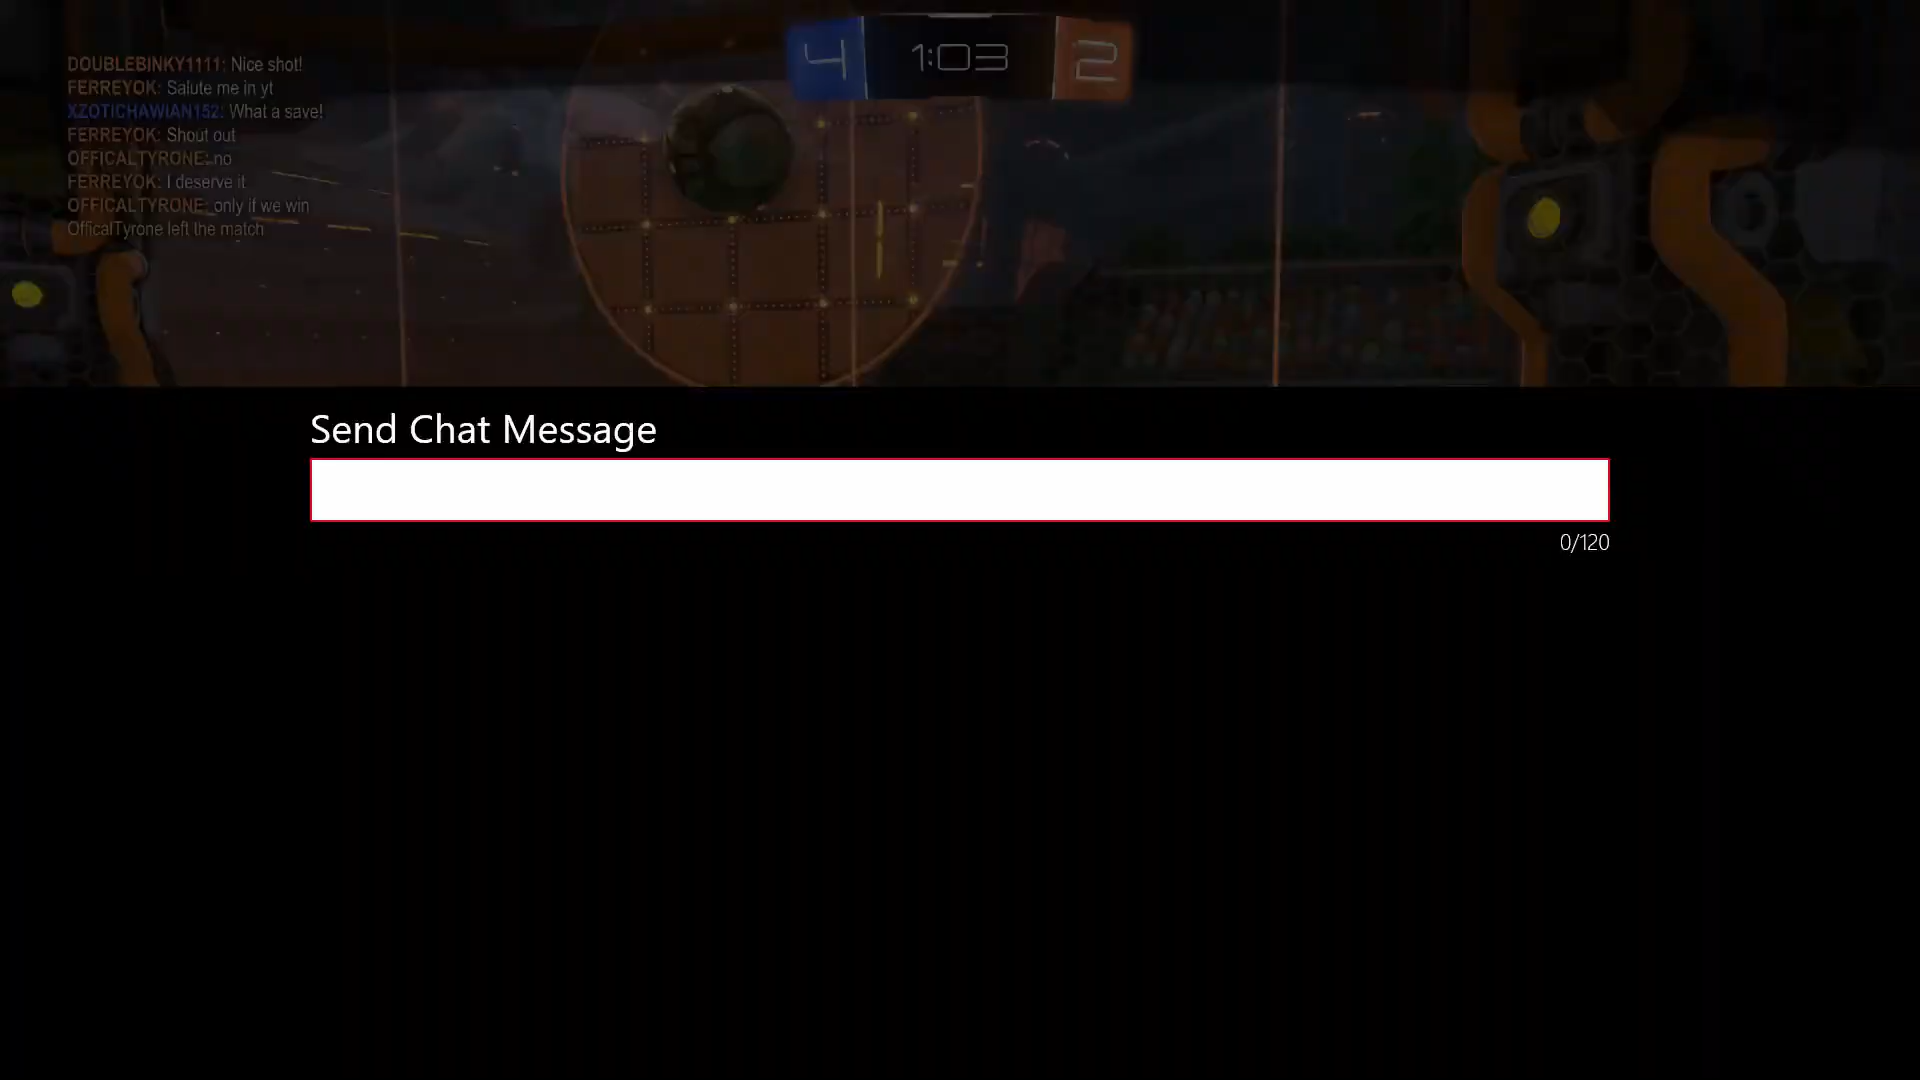 4 1:03 2
DOUBLEBINKY1111: Nice shot!
FERREYOK: Salute me in yt
XZOTICHAWIAN152: What a save!
FERREYOK: Shout out
OFFICALTYRONE: no
FERREYOK: I deserve it
OFFICALTYRONE: only if we win
OfficalTyrone left the match
Send Chat Message
0/120